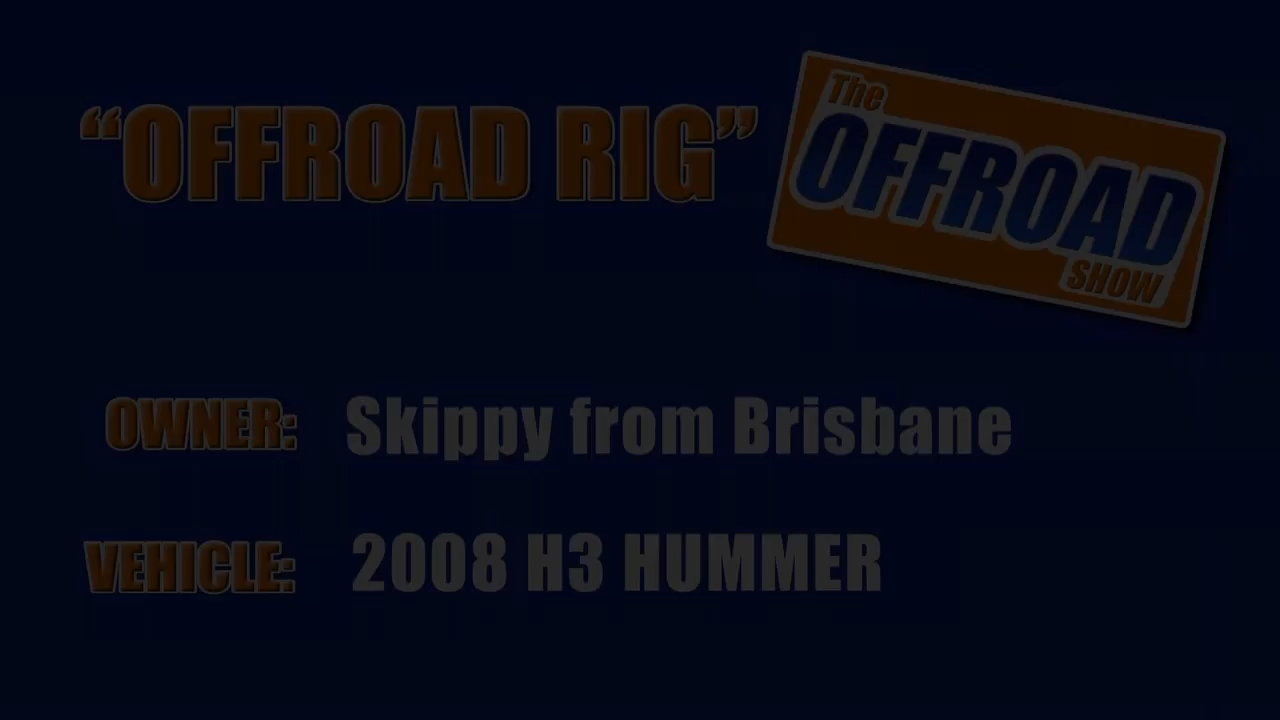 “OFFROAD RIG”
The
OFFROAD
SHOW
OWNER: Skippy from Brisbane
VEHICLE: 2008 H3 HUMMER